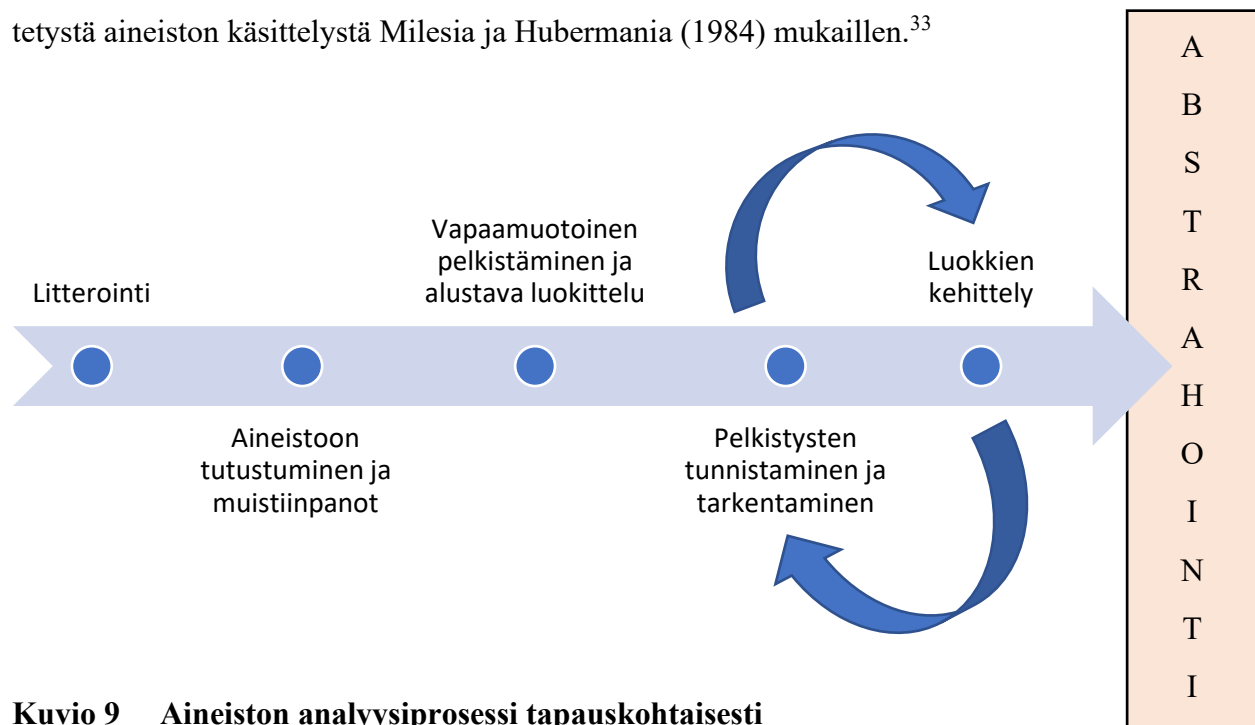 tetystä aineiston käsittelystä Milesia ja Hubermania (1984) mukaillen.³³
Litterointi
Aineistoon
tutustuminen ja
muistiinpanot
Vapaamuotoinen
pelkistäminen ja
alustava luokittelu
Pelkistysten
tunnistaminen ja
tarkentaminen
Luokkien
kehittely
A
B
S
T
R
A
H
O
I
N
T
I
Kuvio 9 Aineiston analyysiprosessi tapauskohtaisesti